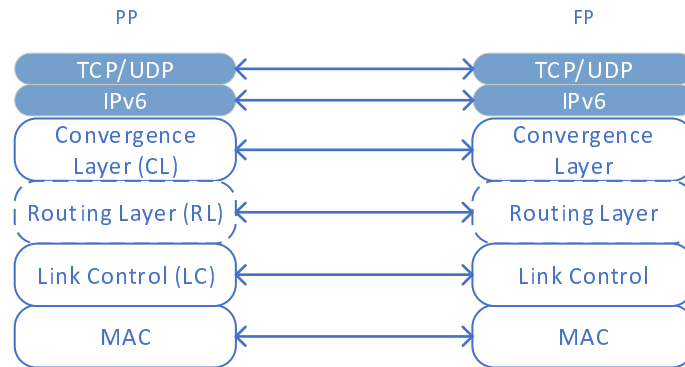 PP FP
TCP/UDP TCP/UDP
IPv6 IPv6
Convergence Convergence
Layer (CL) Layer
Routing Layer (RL) Routing Layer
Link Control (LC) Link Control
MAC MAC